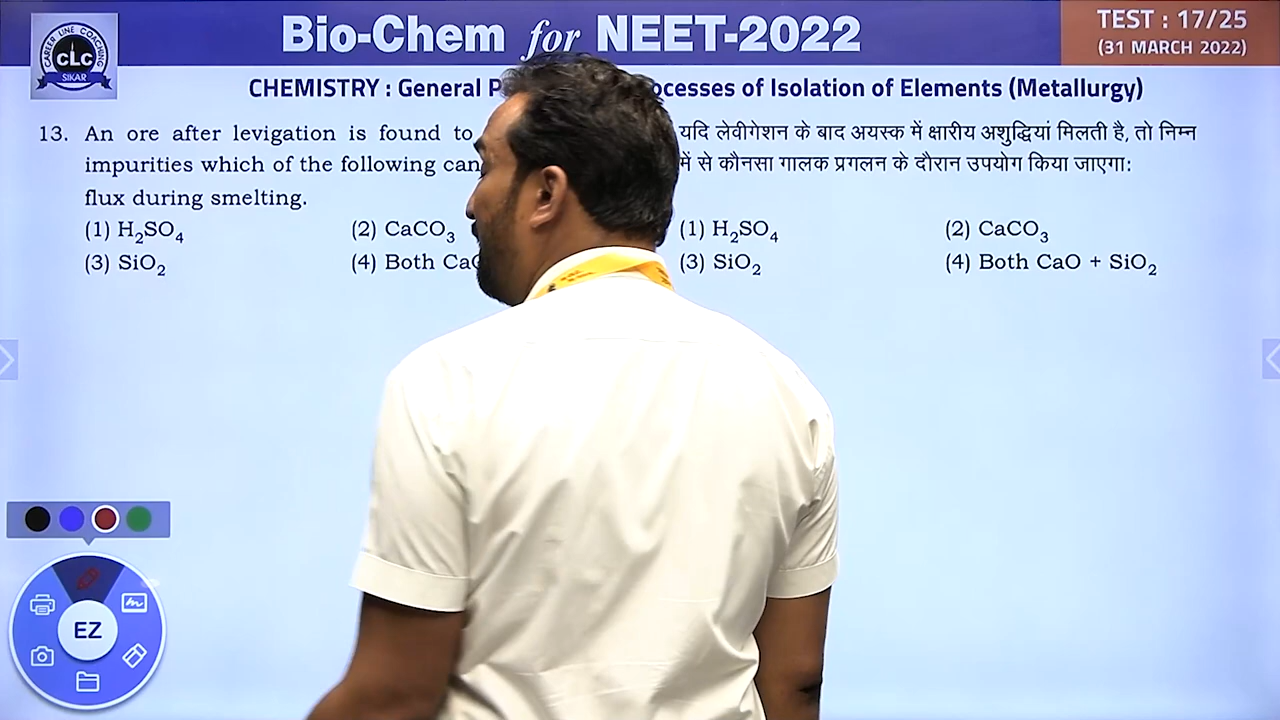 Bio-Chem for NEET-2022
TEST : 17/25
(31 MARCH 2022)
CAREER LINE COACHING
CLC
SIKAR
CHEMISTRY : General ocesses of Isolation of Elements (Metallurgy)
13. An ore after levigation is found to
impurities which of the following can
flux during smelting.
(1) H₂SO₄ (2) CaCO₃
(3) SiO₂ (4) Both
यदि लेवीगेशन के बाद अयस्क में क्षारीय अशुद्धियां मिलती है, तो निम्न
में से कौनसा गालक प्रगलन के दौरान उपयोग किया जाएगा:
(1) H₂SO₄ (2) CaCO₃
(3) SiO₂ (4) Both CaO + SiO₂
EZ